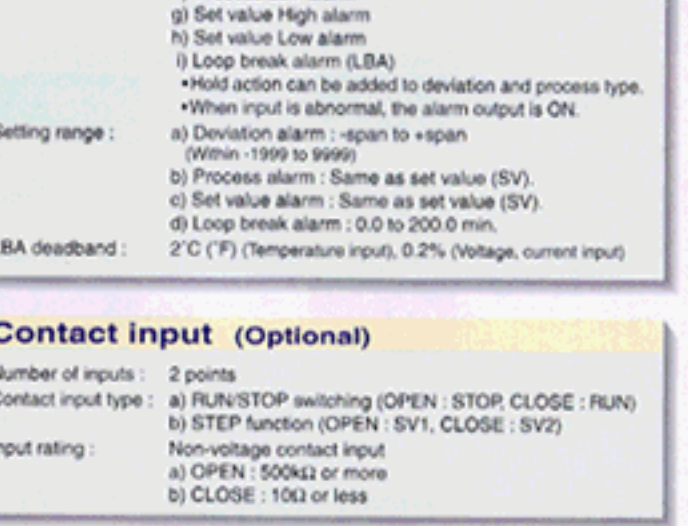 g) Set value High alarm
h) Set value Low alarm
i) Loop break alarm (LBA)
•Hold action can be added to deviation and process type.
•When input is abnormal, the alarm output is ON.
Setting range : a) Deviation alarm : -span to +span
(Within -1999 to 9999)
b) Process alarm : Same as set value (SV).
c) Set value alarm : Same as set value (SV).
d) Loop break alarm : 0.0 to 200.0 min.
LBA deadband : 2˚C (˚F) (Temperature input), 0.2% (Voltage, current input)
Contact input (Optional)
Number of inputs : 2 points
Contact input type : a) RUN/STOP switching (OPEN : STOP, CLOSE : RUN)
b) STEP function (OPEN : SV1, CLOSE : SV2)
Input rating : Non-voltage contact input
a) OPEN : 500kΩ or more
b) CLOSE : 10Ω or less